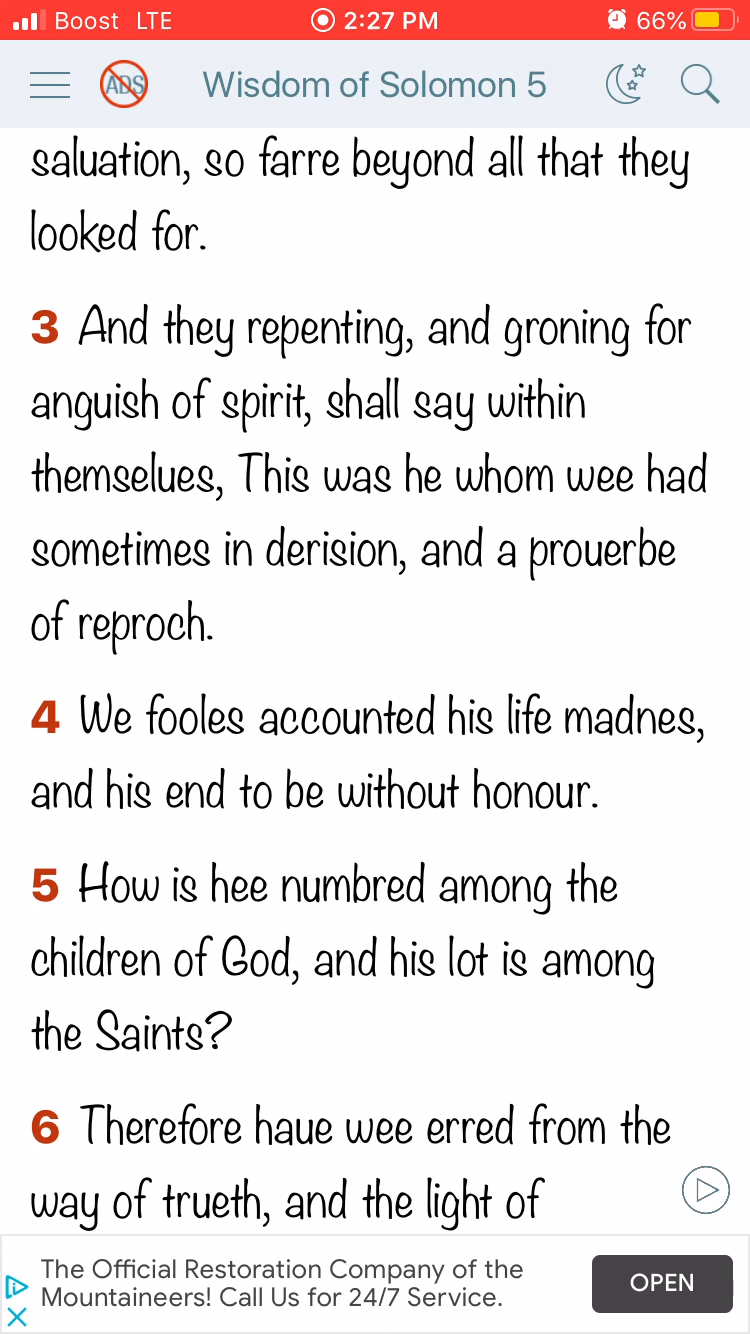 Boost LTE 2:27 PM 66%
ADS Wisdom of Solomon 5
saluation, so farre beyond all that they
looked for.
3 And they repenting, and groning for
anguish of spirit, shall say within
themselues, This was he whom wee had
sometimes in derision, and a prouerbe
of reproch.
4 We fooles accounted his life madnes,
and his end to be without honour.
5 How is hee numbred among the
children of God, and his lot is among
the Saints?
6 Therefore haue wee erred from the
way of trueth, and the light of
The Official Restoration Company of the
Mountaineers! Call Us for 24/7 Service.
OPEN